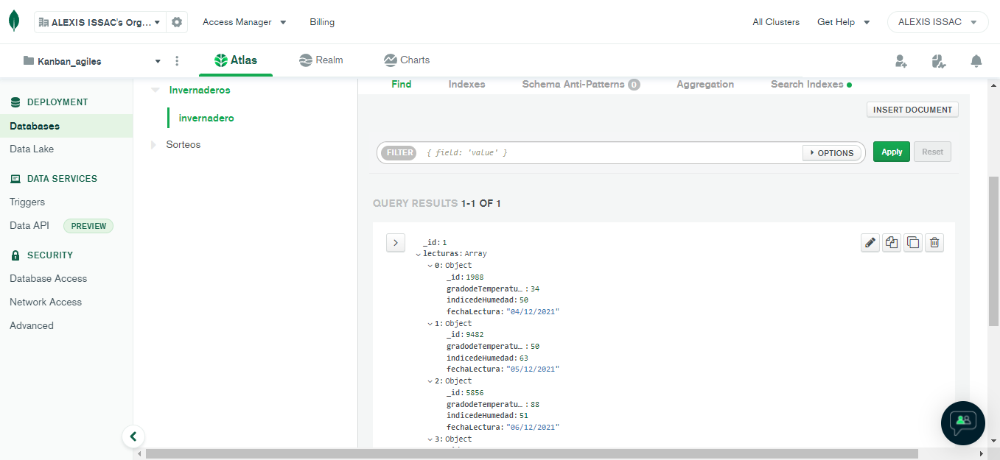 ALEXIS ISSAC's Org... Access Manager Billing All Clusters Get Help ALEXIS ISSAC
Kanban_agiles Atlas Realm Charts
DEPLOYMENT
Databases
Data Lake
DATA SERVICES
Triggers
Data API PREVIEW
SECURITY
Database Access
Network Access
Advanced
Invernaderos
invernadero
Sorteos
Find Indexes Schema Anti-Patterns 0 Aggregation Search Indexes
INSERT DOCUMENT
FILTER { field: 'value' } OPTIONS Apply Reset
QUERY RESULTS 1-1 OF 1
_id: 1
lecturas: Array
0: Object
_id: 1988
gradodeTemperatu… : 34
indicedeHumedad: 50
fechaLectura: "04/12/2021"
1: Object
_id: 9482
gradodeTemperatu… : 50
indicedeHumedad: 63
fechaLectura: "05/12/2021"
2: Object
_id: 5856
gradodeTemperatu… : 88
indicedeHumedad: 51
fechaLectura: "06/12/2021"
3: Object